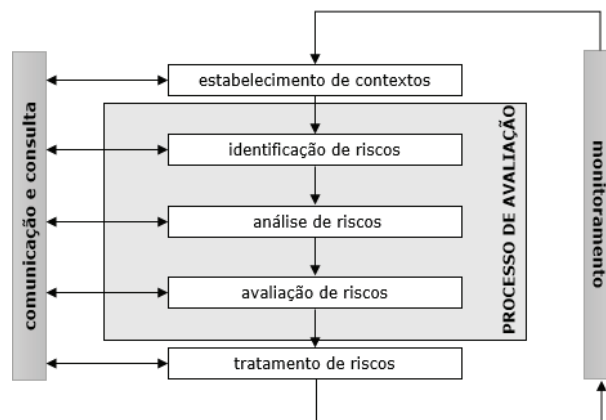 estabelecimento de contextos
identificação de riscos
análise de riscos
avaliação de riscos
tratamento de riscos
comunicação e consulta
PROCESSO DE AVALIAÇÃO
monitoramento